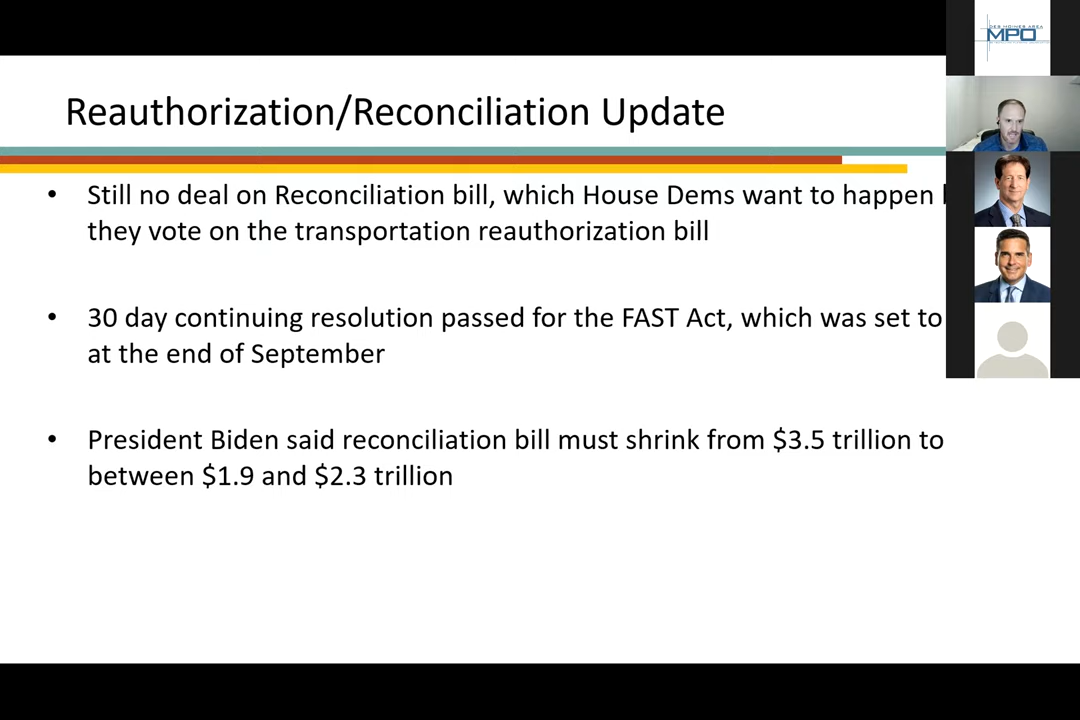 DES MOINES AREA
MPO
Reauthorization/Reconciliation Update
• Still no deal on Reconciliation bill, which House Dems want to happen
they vote on the transportation reauthorization bill
• 30 day continuing resolution passed for the FAST Act, which was set to
at the end of September
• President Biden said reconciliation bill must shrink from $3.5 trillion to
between $1.9 and $2.3 trillion